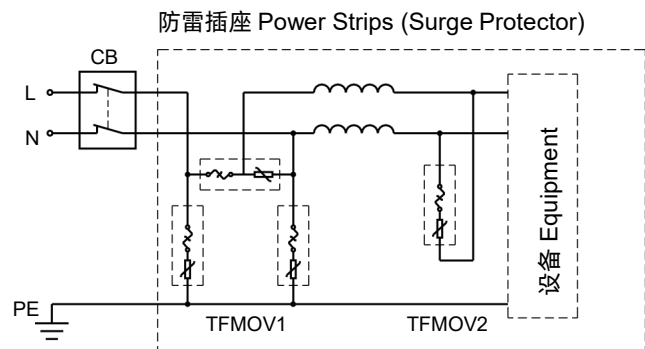 防雷插座 Power Strips (Surge Protector)
CB
L
N
设备 Equipment
PE
TFMOV1
TFMOV2